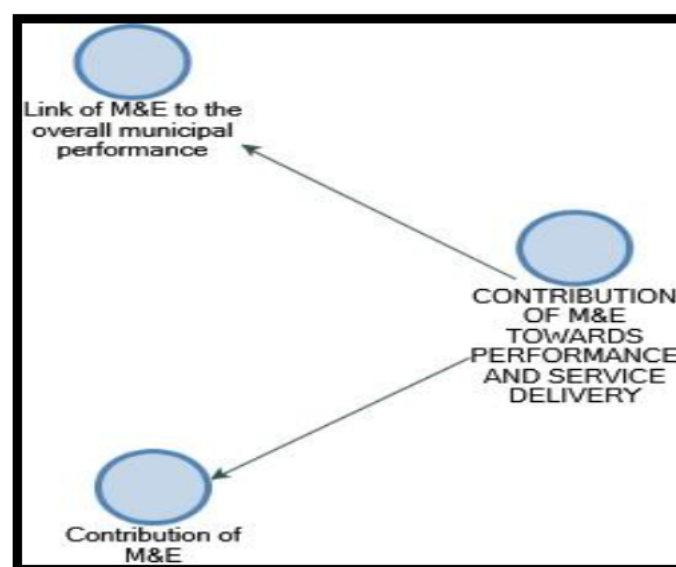 Link of M&E to the
overall municipal
performance
CONTRIBUTION
OF M&E
TOWARDS
PERFORMANCE
AND SERVICE
DELIVERY
Contribution of
M&E